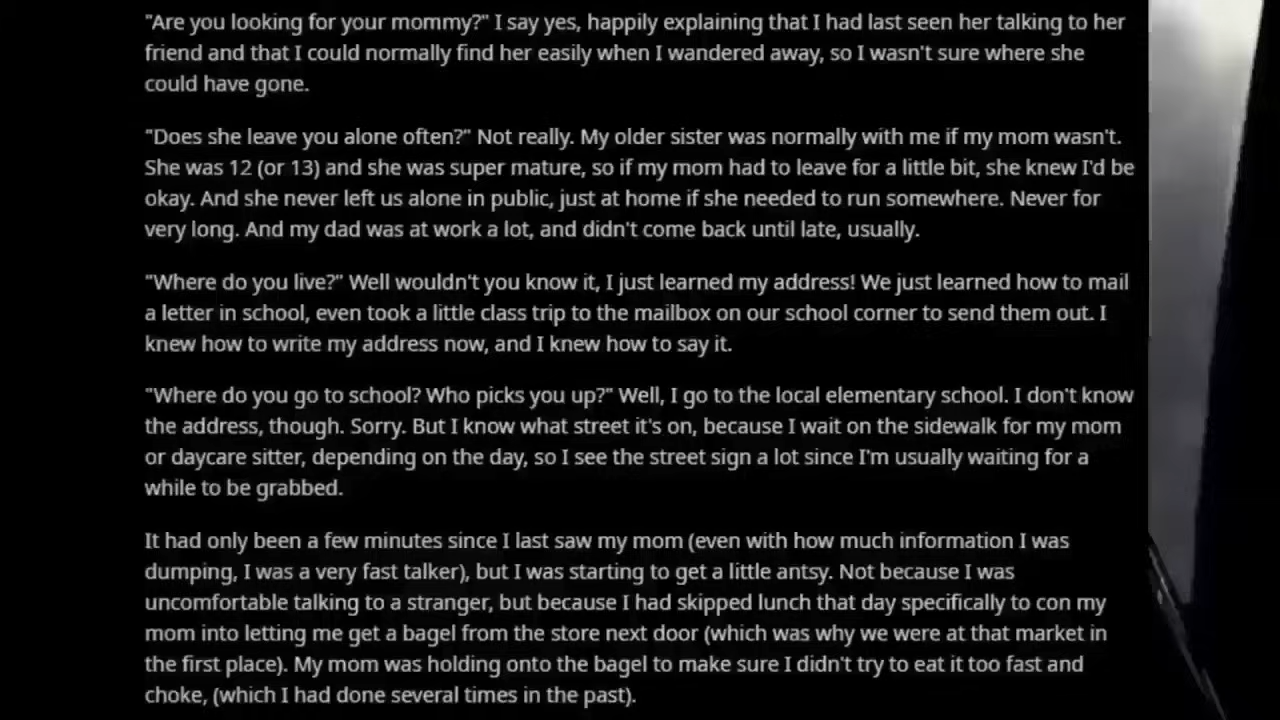 "Are you looking for your mommy?" I say yes, happily explaining that I had last seen her talking to her
friend and that I could normally find her easily when I wandered away, so I wasn't sure where she
could have gone.
"Does she leave you alone often?" Not really. My older sister was normally with me if my mom wasn't.
She was 12 (or 13) and she was super mature, so if my mom had to leave for a little bit, she knew I'd be
okay. And she never left us alone in public, just at home if she needed to run somewhere. Never for
very long. And my dad was at work a lot, and didn't come back until late, usually.
"Where do you live?" Well wouldn't you know it, I just learned my address! We just learned how to mail
a letter in school, even took a little class trip to the mailbox on our school corner to send them out. I
knew how to write my address now, and I knew how to say it.
"Where do you go to school? Who picks you up?" Well, I go to the local elementary school. I don't know
the address, though. Sorry. But I know what street it's on, because I wait on the sidewalk for my mom
or daycare sitter, depending on the day, so I see the street sign a lot since I'm usually waiting for a
while to be grabbed.
It had only been a few minutes since I last saw my mom (even with how much information I was
dumping, I was a very fast talker), but I was starting to get a little antsy. Not because I was
uncomfortable talking to a stranger, but because I had skipped lunch that day specifically to con my
mom into letting me get a bagel from the store next door (which was why we were at that market in
the first place). My mom was holding onto the bagel to make sure I didn't try to eat it too fast and
choke, (which I had done several times in the past).